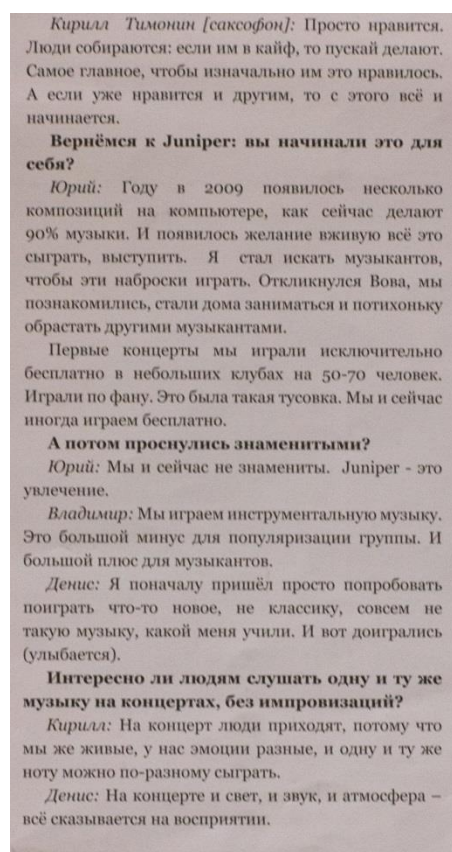 Кирилл Тимонин [саксофон]: Просто нравится.
Люди собираются: если им в кайф, то пускай делают.
Самое главное, чтобы изначально им это нравилось.
А если уже нравится и другим, то с этого всё и
начинается.
Вернёмся к Juniper: вы начинали это для
себя?
Юрий: Году в 2009 появилось несколько
композиций на компьютере, как сейчас делают
90% музыки. И появилось желание вживую всё это
сыграть, выступить. Я стал искать музыкантов,
чтобы эти наброски играть. Откликнулся Вова, мы
познакомились, стали дома заниматься и потихоньку
обрастать другими музыкантами.
Первые концерты мы играли исключительно
бесплатно в небольших клубах на 50-70 человек.
Играли по фану. Это была такая тусовка. Мы и сейчас
иногда играем бесплатно.
А потом проснулись знаменитыми?
Юрий: Мы и сейчас не знамениты. Juniper - это
увлечение.
Владимир: Мы играем инструментальную музыку.
Это большой минус для популяризации группы. И
большой плюс для музыкантов.
Денис: Я поначалу пришёл просто попробовать
поиграть что-то новое, не классику, совсем не
такую музыку, какой меня учили. И вот доигрались
(улыбается).
Интересно ли людям слушать одну и ту же
музыку на концертах, без импровизаций?
Кирилл: На концерт люди приходят, потому что
мы же живые, у нас эмоции разные, и одну и ту же
ноту можно по-разному сыграть.
Денис: На концерте и свет, и звук, и атмосфера –
всё сказывается на восприятии.